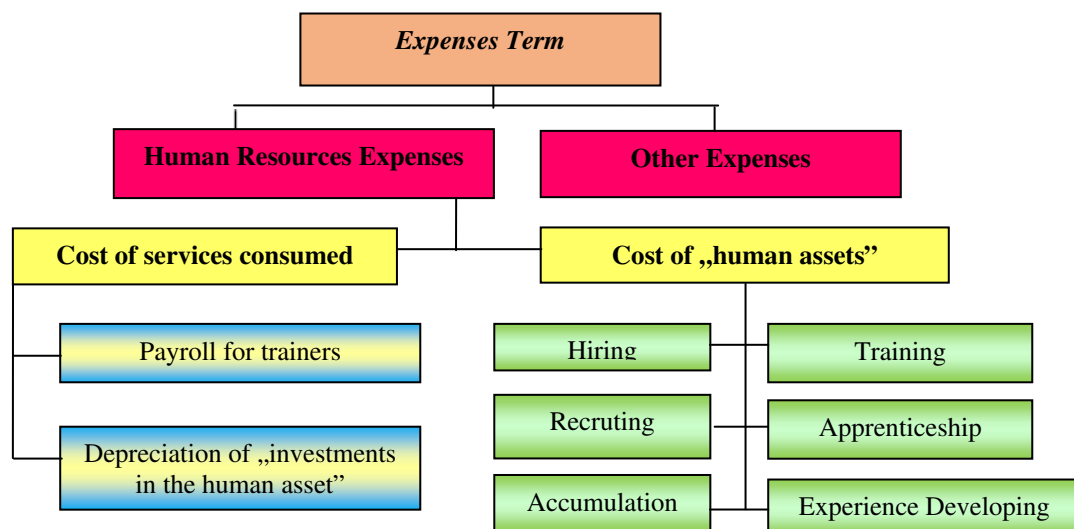 Expenses Term
Human Resources Expenses
Other Expenses
Cost of services consumed
Cost of „human assets”
Payroll for trainers
Depreciation of „investments
in the human asset”
Hiring
Training
Recruting
Apprenticeship
Accumulation
Experience Developing